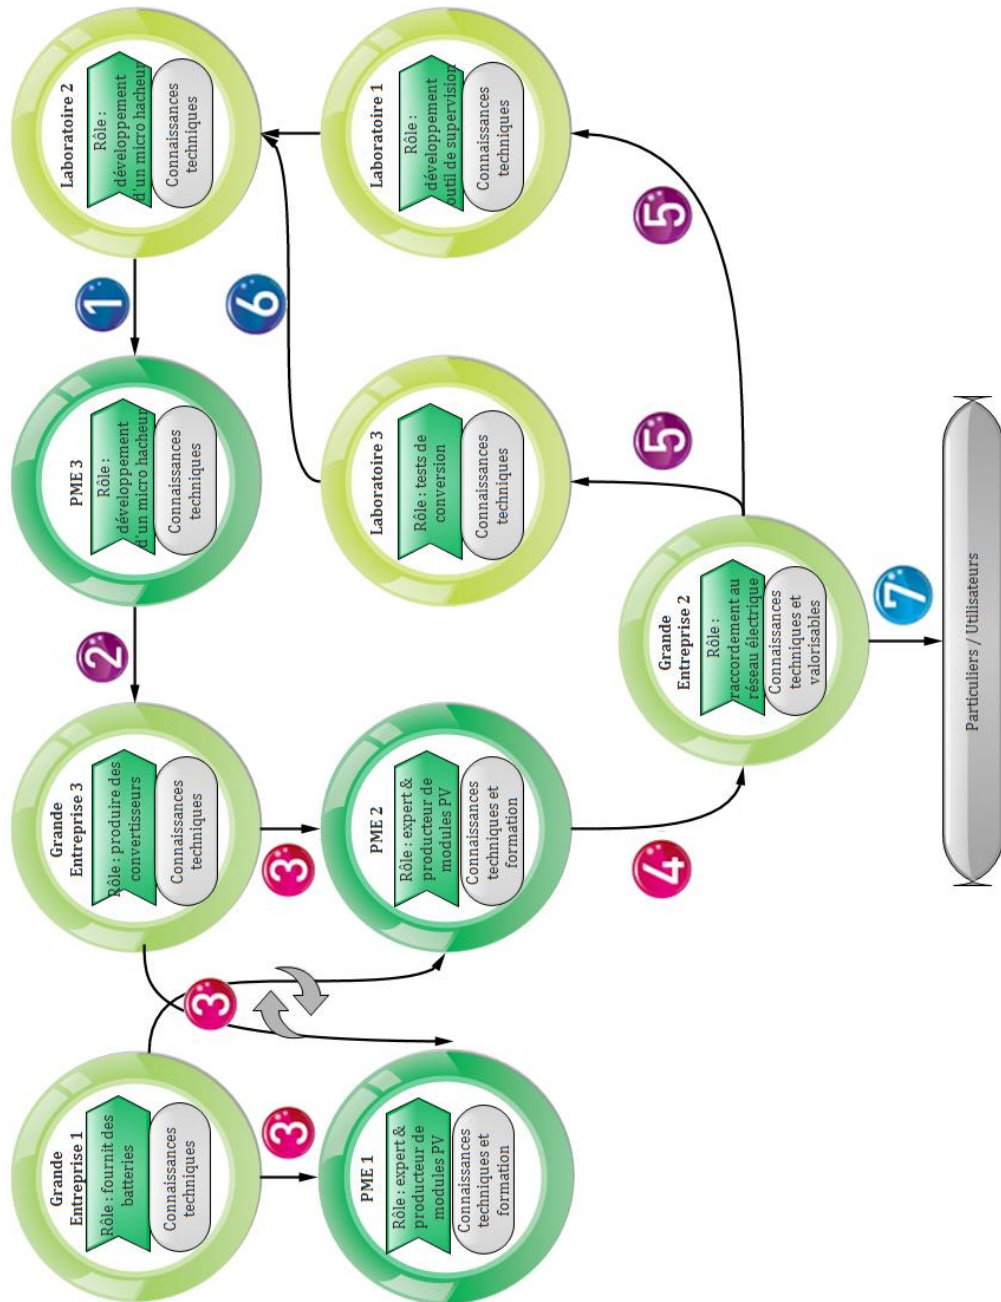 Grande
Entreprise 1
Rôle : fournit des
batteries
Connaissances
techniques
Grande
Entreprise 3
Rôle : produire des
convertisseurs
Connaissances
techniques
2
PME 3
Rôle :
développement
d'un micro hacheur
Connaissances
techniques
1
Laboratoire 2
Rôle :
développement
d'un micro hacheur
Connaissances
techniques
3
3
3
6
PME 1
Rôle : expert &
producteur de
modules PV
Connaissances
techniques et
formation
PME 2
Rôle : expert &
producteur de
modules PV
Connaissances
techniques et
formation
Laboratoire 3
Rôle : tests de
conversion
Connaissances
techniques
Laboratoire 1
Rôle :
développement
outil de supervision
Connaissances
techniques
4
5
5
Grande
Entreprise 2
Rôle :
raccordement au
réseau électrique
Connaissances
techniques et
valorisables
7
Particuliers / Utilisateurs